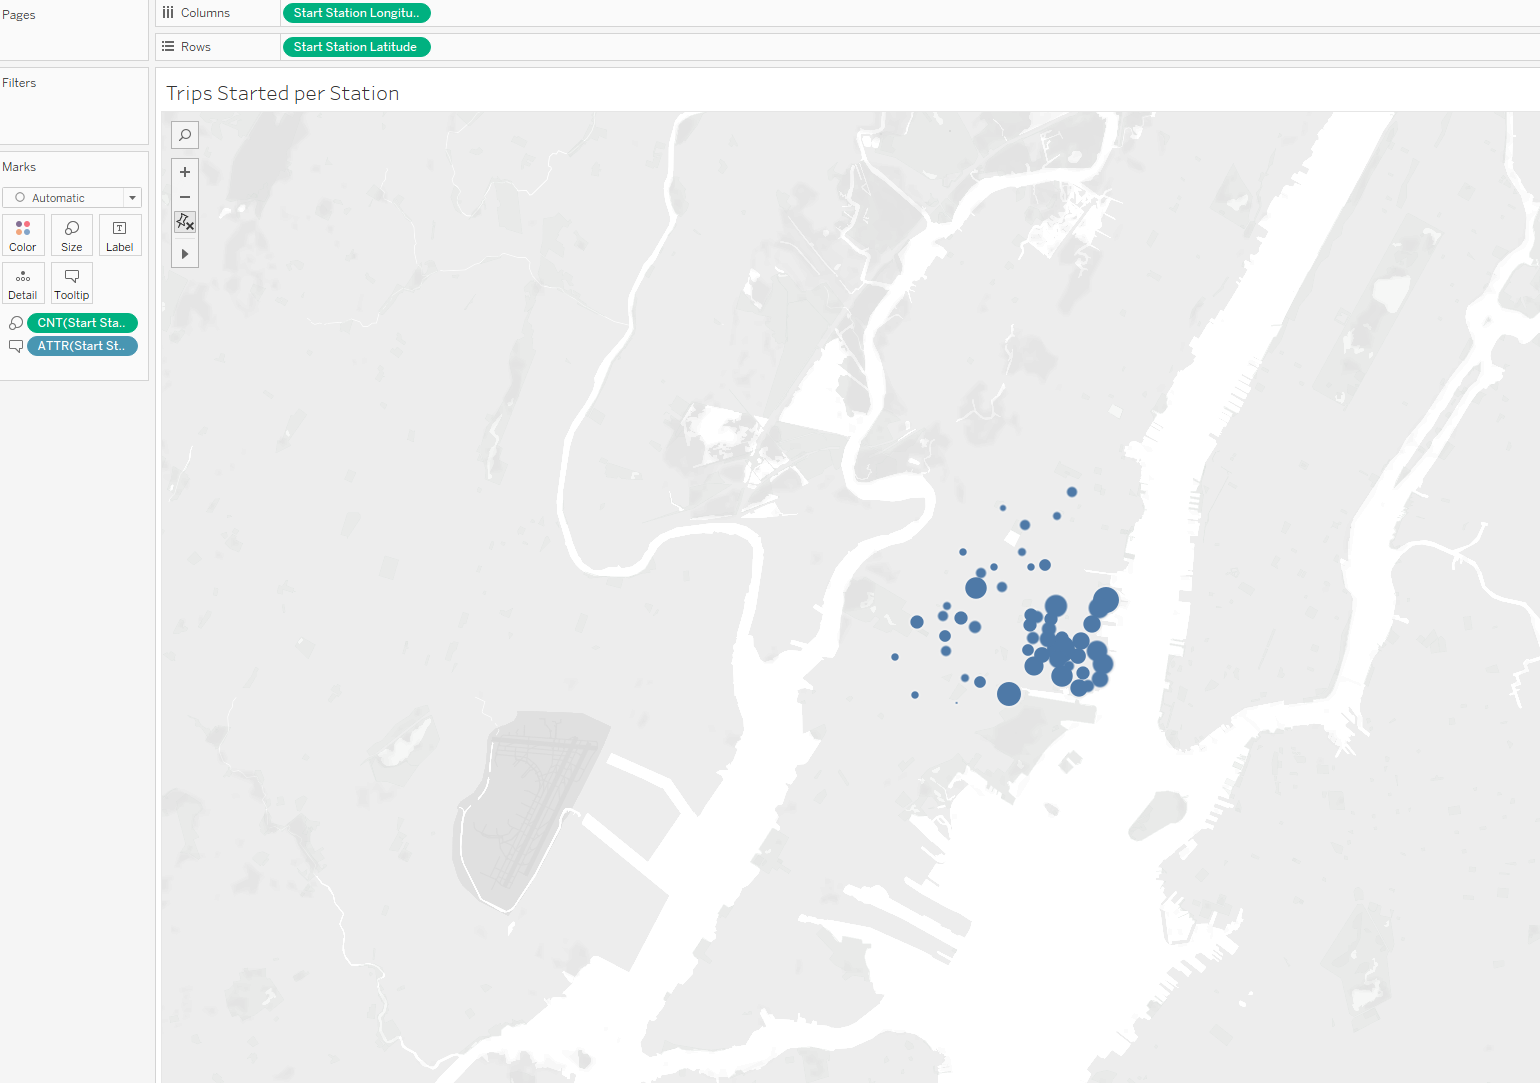 Pages
Columns
Start Station Longitu..
Rows
Start Station Latitude
Filters
Trips Started per Station
Marks
Automatic
Color
Size
T
Label
Detail
Tooltip
CNT(Start Sta..
ATTR(Start St..